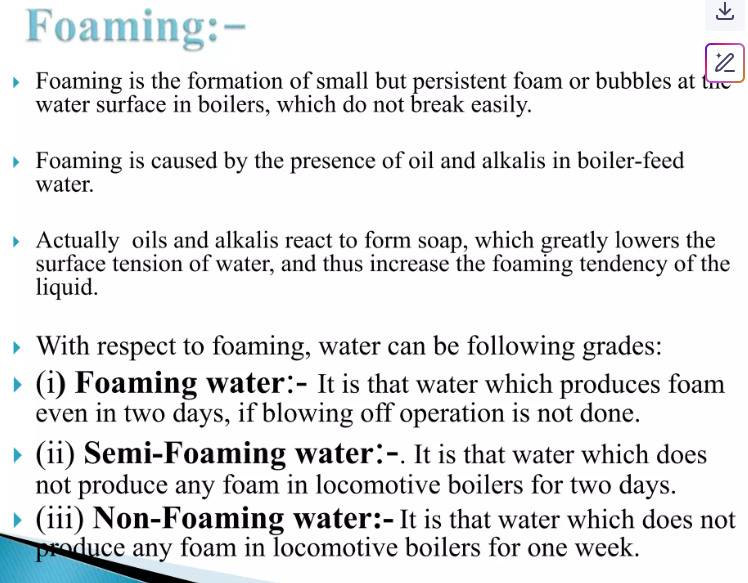 Foaming:-
Foaming is the formation of small but persistent foam or bubbles at the
water surface in boilers, which do not break easily.
Foaming is caused by the presence of oil and alkalis in boiler-feed
water.
Actually oils and alkalis react to form soap, which greatly lowers the
surface tension of water, and thus increase the foaming tendency of the
liquid.
With respect to foaming, water can be following grades:
(i) Foaming water:- It is that water which produces foam
even in two days, if blowing off operation is not done.
(ii) Semi-Foaming water:-. It is that water which does
not produce any foam in locomotive boilers for two days.
(iii) Non-Foaming water:- It is that water which does not
produce any foam in locomotive boilers for one week.